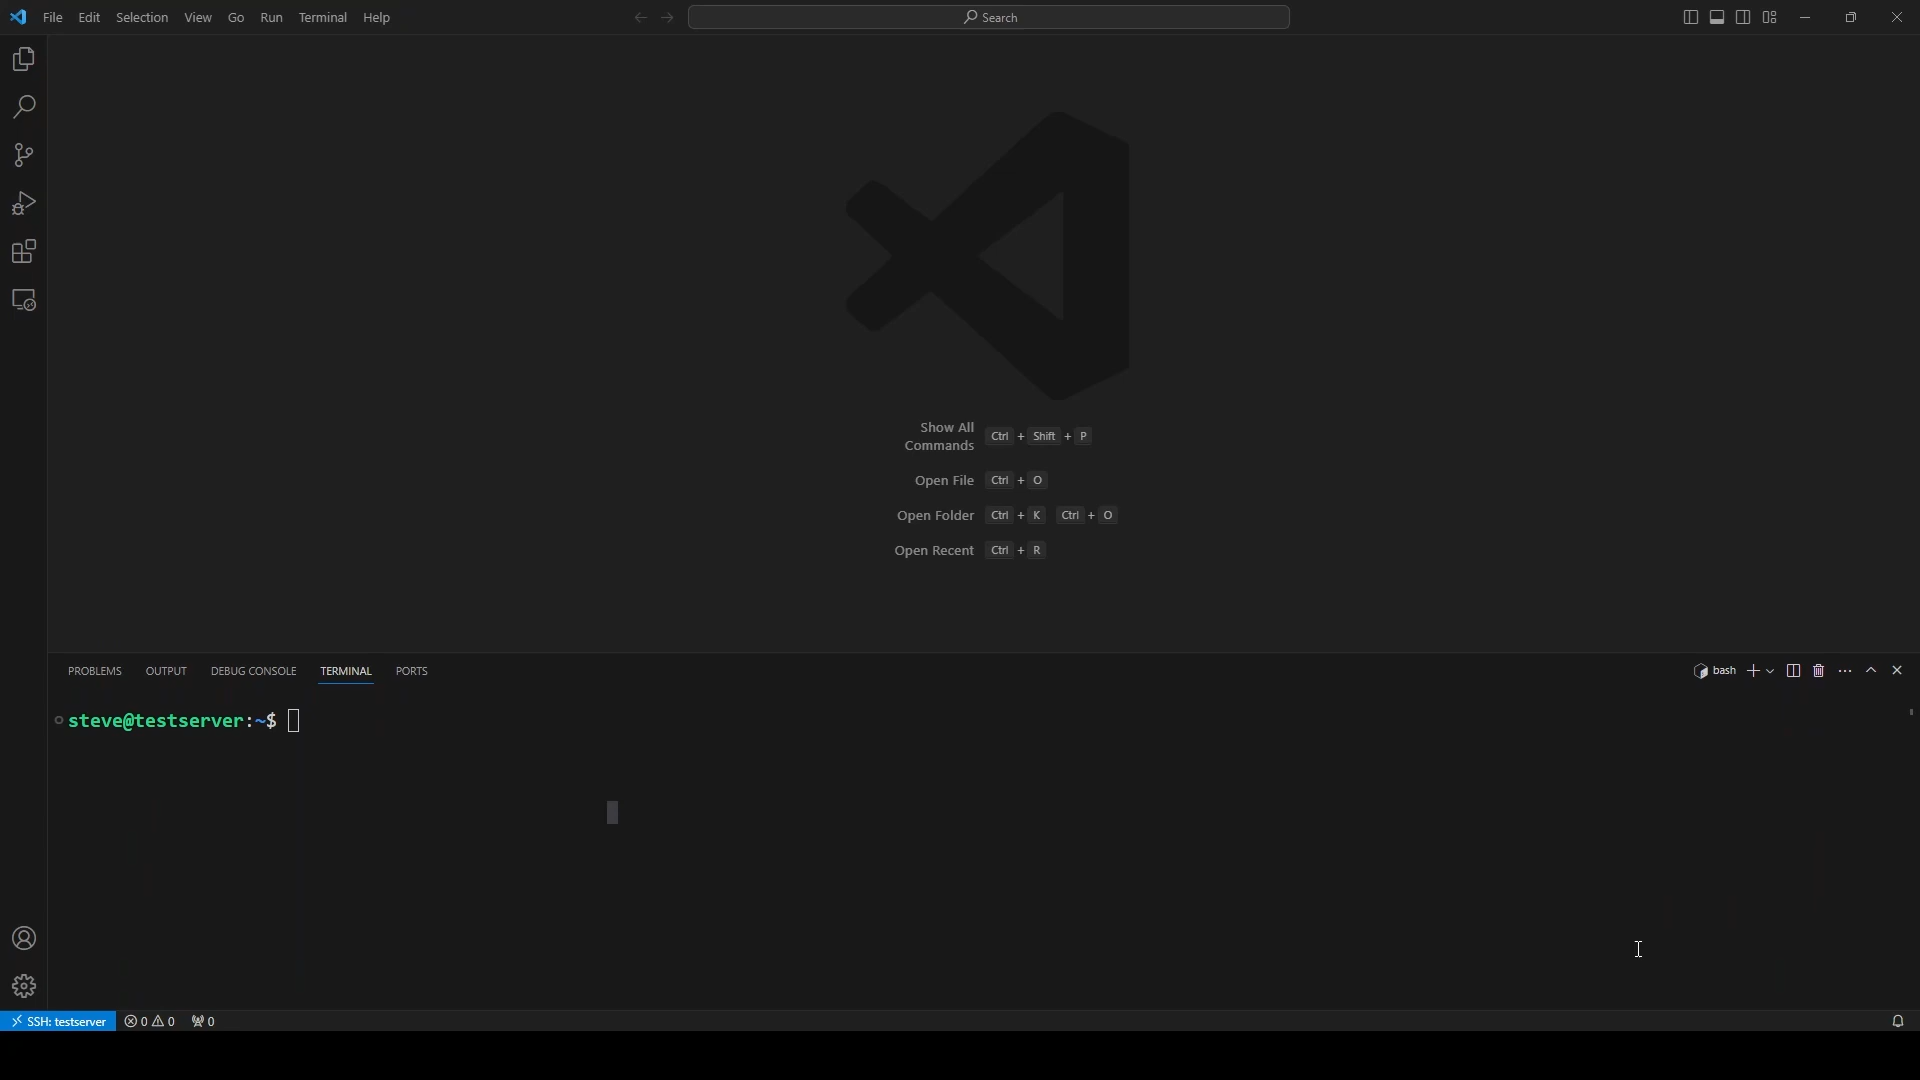 File Edit Selection View Go Run Terminal Help
Search
Show All
Commands
Ctrl + Shift + P
Open File Ctrl + O
Open Folder Ctrl + K Ctrl + O
Open Recent Ctrl + R
PROBLEMS OUTPUT DEBUG CONSOLE TERMINAL PORTS
bash
steve@testserver:~$
SSH: testserver 0 0 0